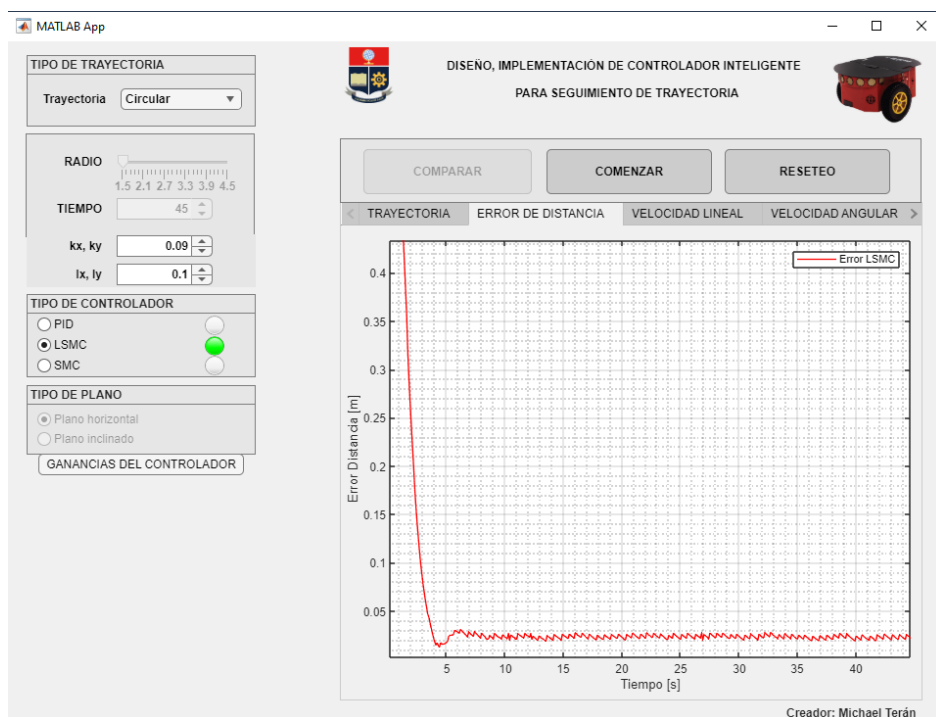 MATLAB App
TIPO DE TRAYECTORIA
Trayectoria Circular
RADIO
1.5 2.1 2.7 3.3 3.9 4.5
TIEMPO 45
kx, ky 0.09
lx, ly 0.1
TIPO DE CONTROLADOR
PID
LSMC
SMC
TIPO DE PLANO
Plano horizontal
Plano inclinado
GANANCIAS DEL CONTROLADOR
DISEÑO, IMPLEMENTACIÓN DE CONTROLADOR INTELIGENTE
PARA SEGUIMIENTO DE TRAYECTORIA
COMPARAR COMENZAR RESETEO
TRAYECTORIA ERROR DE DISTANCIA VELOCIDAD LINEAL VELOCIDAD ANGULAR
Error LSMC
0.4
0.35
0.3
0.25
0.2
0.15
0.1
0.05
Error Distancia [m]
5 10 15 20 25 30 35 40
Tiempo [s]
Creador: Michael Terán